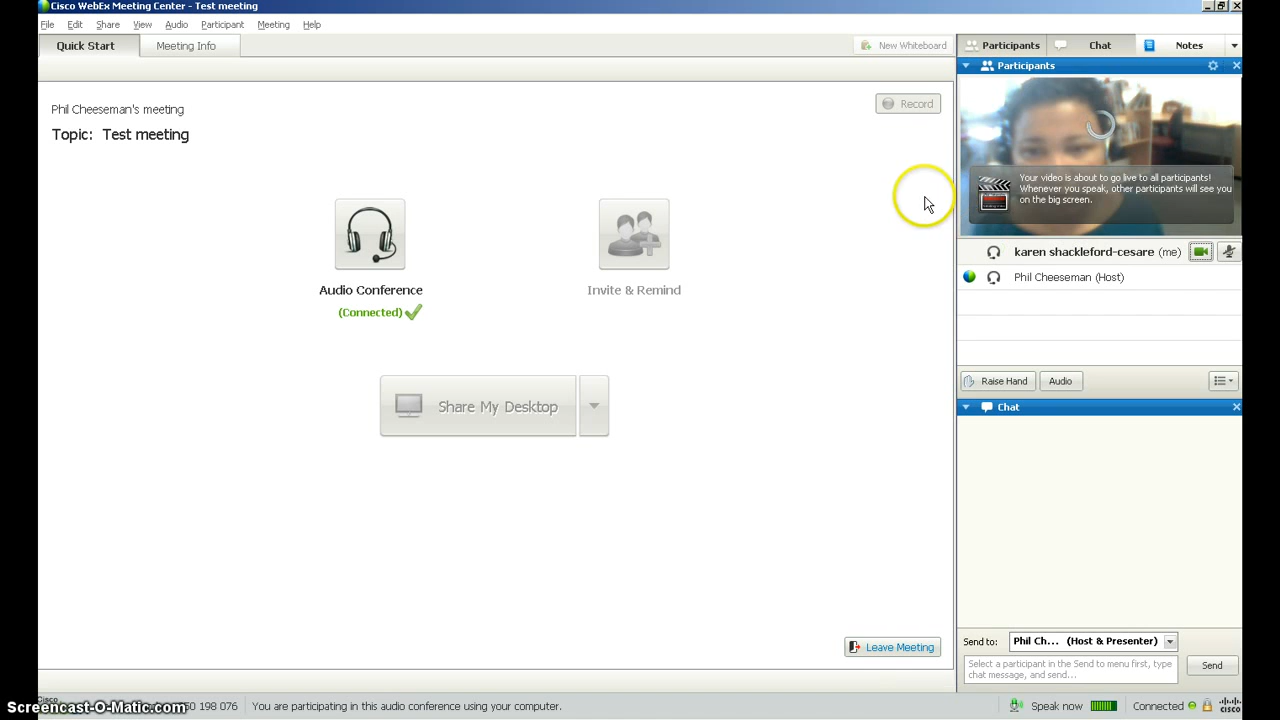 Cisco WebEx Meeting Center - Test meeting
File Edit Share View Audio Participant Meeting Help
Quick Start Meeting Info New Whiteboard
Phil Cheeseman's meeting
Record
Topic: Test meeting
Audio Conference
(Connected)
Invite & Remind
Share My Desktop
Leave Meeting
Participants Chat Notes
Participants
Your video is about to go live to all participants!
Whenever you speak, other participants will see you
on the big screen.
karen shackleford-cesare (me)
Phil Cheeseman (Host)
Raise Hand Audio
Chat
Send to: Phil Ch... (Host & Presenter)
Select a participant in the Send to menu first, type
chat message, and send...
Send
Cisco
Screencast-O-Matic.com
198 076 You are participating in this audio conference using your computer.
Speak now Connected
cisco